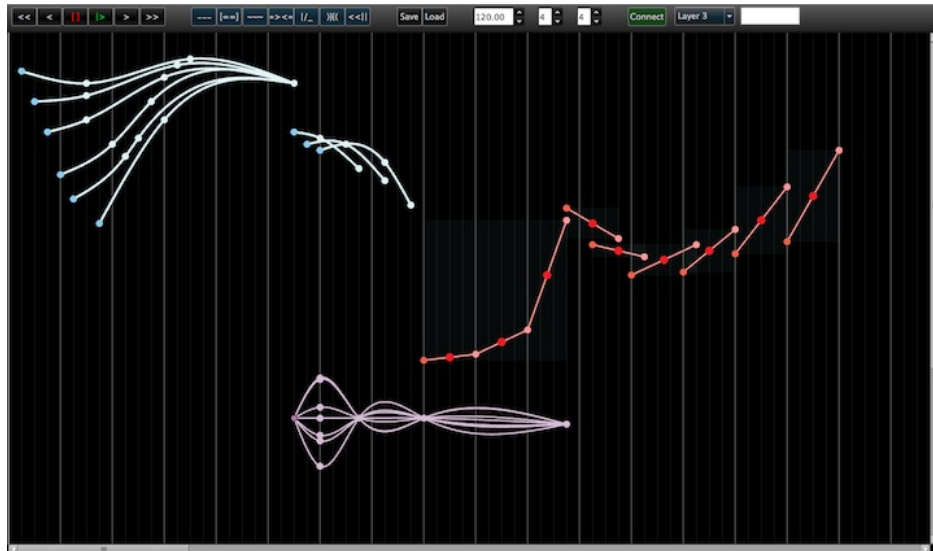 << < [] |> > >> --- [==] ~~~ =><= |/_ )|(( <<|| Save Load 120.00 4 4 Connect Layer 3